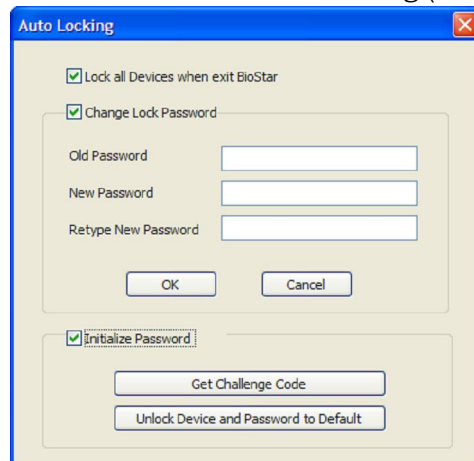 Auto Locking
Lock all Devices when exit BioStar
Change Lock Password
Old Password
New Password
Retype New Password
OK Cancel
Initialize Password
Get Challenge Code
Unlock Device and Password to Default